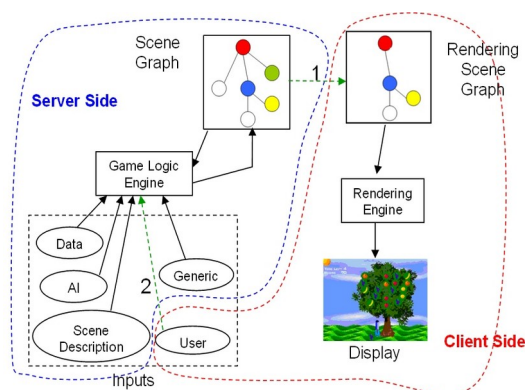 Scene
Graph
1
Rendering
Scene
Graph
Server Side
Game Logic
Engine
Rendering
Engine
Data
AI
Generic
2
Scene
Description
User
Inputs
Display
Client Side